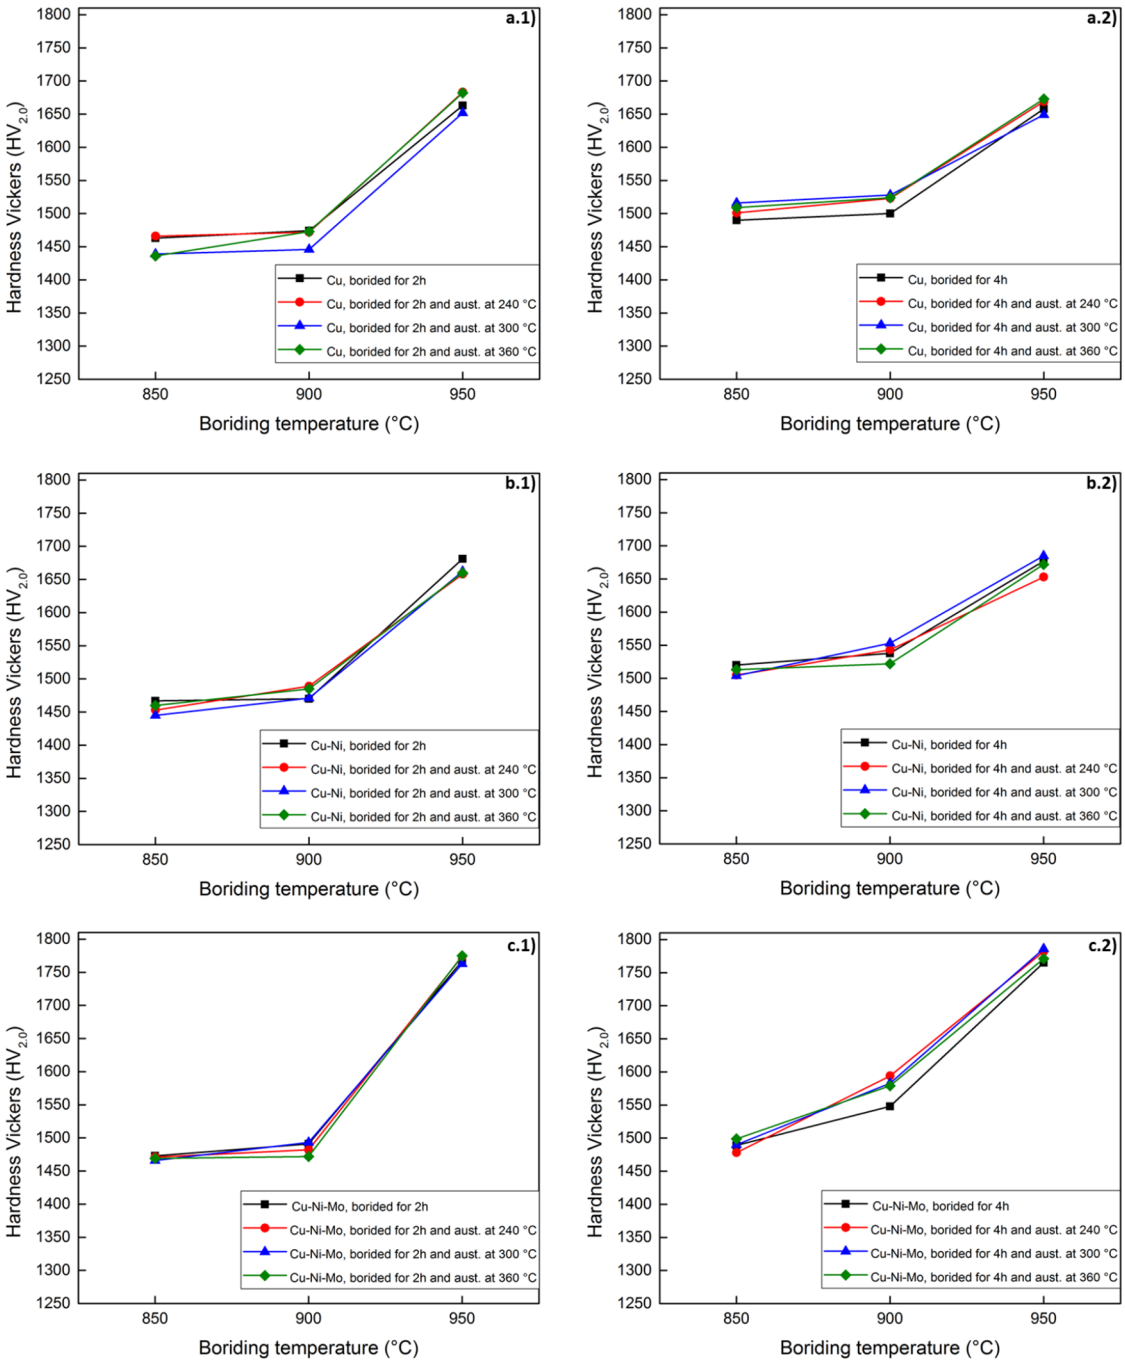 a.1)
Hardness Vickers (HV2.0)
1800
1750
1700
1650
1600
1550
1500
1450
1400
1350
1300
1250
Cu, borided for 2h
Cu, borided for 2h and aust. at 240 °C
Cu, borided for 2h and aust. at 300 °C
Cu, borided for 2h and aust. at 360 °C
850 900 950
Boriding temperature (°C)
a.2)
Hardness Vickers (HV2.0)
1800
1750
1700
1650
1600
1550
1500
1450
1400
1350
1300
1250
Cu, borided for 4h
Cu, borided for 4h and aust. at 240 °C
Cu, borided for 4h and aust. at 300 °C
Cu, borided for 4h and aust. at 360 °C
850 900 950
Boriding temperature (°C)
b.1)
Hardness Vickers (HV2.0)
1800
1750
1700
1650
1600
1550
1500
1450
1400
1350
1300
1250
Cu-Ni, borided for 2h
Cu-Ni, borided for 2h and aust. at 240 °C
Cu-Ni, borided for 2h and aust. at 300 °C
Cu-Ni, borided for 2h and aust. at 360 °C
850 900 950
Boriding temperature (°C)
b.2)
Hardness Vickers (HV2.0)
1800
1750
1700
1650
1600
1550
1500
1450
1400
1350
1300
1250
Cu-Ni, borided for 4h
Cu-Ni, borided for 4h and aust. at 240 °C
Cu-Ni, borided for 4h and aust. at 300 °C
Cu-Ni, borided for 4h and aust. at 360 °C
850 900 950
Boriding temperature (°C)
c.1)
Hardness Vickers (HV2.0)
1800
1750
1700
1650
1600
1550
1500
1450
1400
1350
1300
1250
Cu-Ni-Mo, borided for 2h
Cu-Ni-Mo, borided for 2h and aust. at 240 °C
Cu-Ni-Mo, borided for 2h and aust. at 300 °C
Cu-Ni-Mo, borided for 2h and aust. at 360 °C
850 900 950
Boriding temperature (°C)
c.2)
Hardness Vickers (HV2.0)
1800
1750
1700
1650
1600
1550
1500
1450
1400
1350
1300
1250
Cu-Ni-Mo, borided for 4h
Cu-Ni-Mo, borided for 4h and aust. at 240 °C
Cu-Ni-Mo, borided for 4h and aust. at 300 °C
Cu-Ni-Mo, borided for 4h and aust. at 360 °C
850 900 950
Boriding temperature (°C)